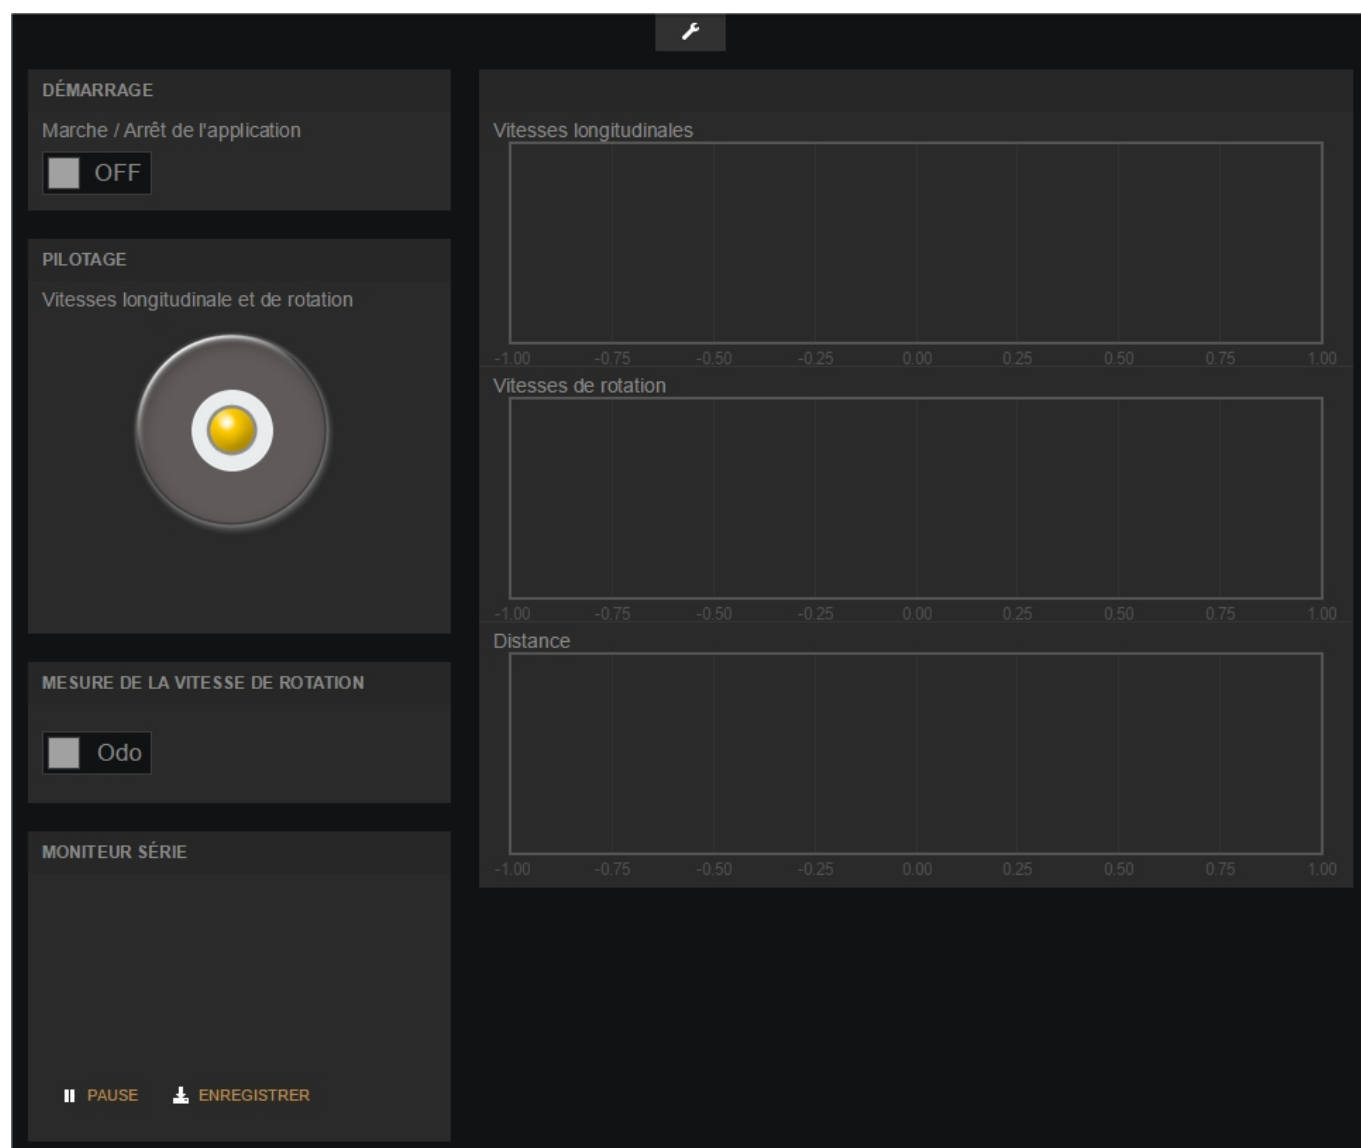 DÉMARRAGE
Marche / Arrêt de l'application
OFF
PILOTAGE
Vitesses longitudinale et de rotation
MESURE DE LA VITESSE DE ROTATION
Odo
MONITEUR SÉRIE
PAUSE ENREGISTRER
Vitesses longitudinales
-1.00 -0.75 -0.50 -0.25 0.00 0.25 0.50 0.75 1.00
Vitesses de rotation
-1.00 -0.75 -0.50 -0.25 0.00 0.25 0.50 0.75 1.00
Distance
-1.00 -0.75 -0.50 -0.25 0.00 0.25 0.50 0.75 1.00